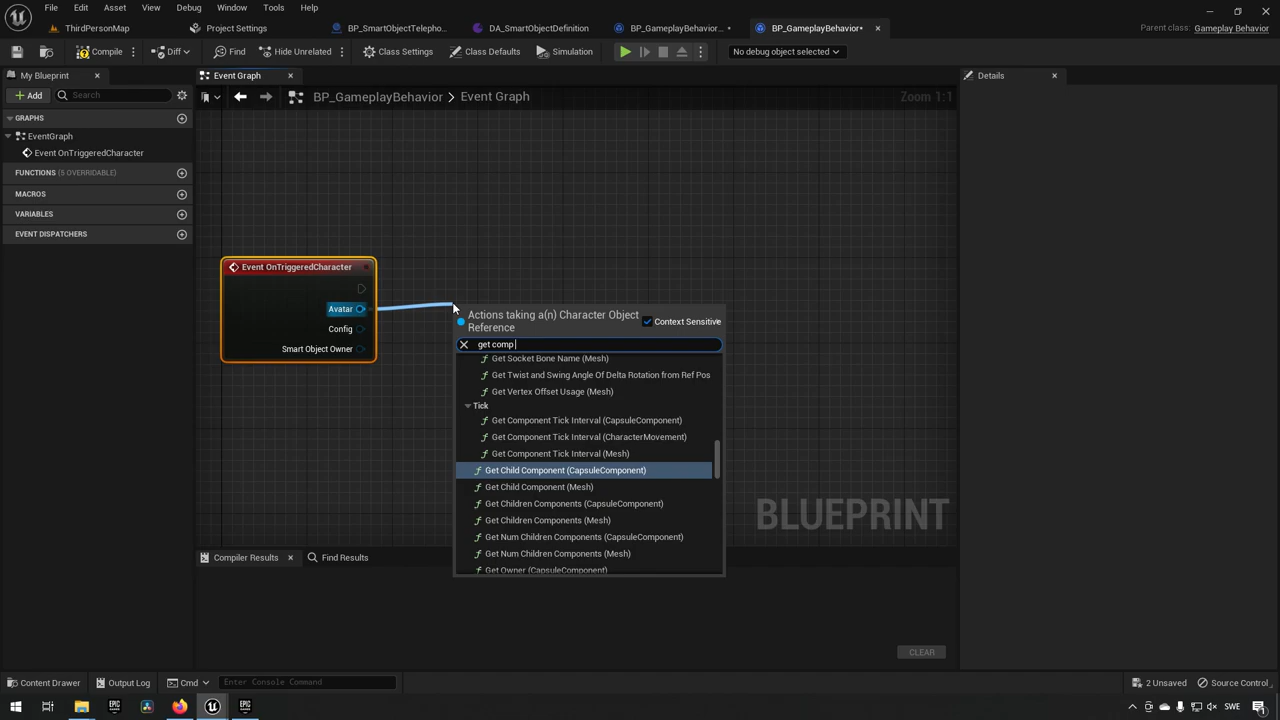 File
Edit
Asset
View
Debug
Window
Tools
Help
ThirdPersonMap
Project Settings
BP_SmartObjectTelepho...
DA_SmartObjectDefinition
BP_GameplayBehavior... •
BP_GameplayBehavior•
Parent class: Gameplay Behavior
Compile
Diff
Find
Hide Unrelated
Class Settings
Class Defaults
Simulation
No debug object selected
My Blueprint
Event Graph
Details
Add
Search
BP_GameplayBehavior > Event Graph
Zoom 1:1
GRAPHS
EventGraph
Event OnTriggeredCharacter
FUNCTIONS (5 OVERRIDABLE)
MACROS
VARIABLES
EVENT DISPATCHERS
Event OnTriggeredCharacter
Avatar
Config
Smart Object Owner
Actions taking a(n) Character Object
Reference
Context Sensitive
get comp
Get Socket Bone Name (Mesh)
Get Twist and Swing Angle Of Delta Rotation from Ref Pos
Get Vertex Offset Usage (Mesh)
Tick
Get Component Tick Interval (CapsuleComponent)
Get Component Tick Interval (CharacterMovement)
Get Component Tick Interval (Mesh)
Get Child Component (CapsuleComponent)
Get Child Component (Mesh)
Get Children Components (CapsuleComponent)
Get Children Components (Mesh)
Get Num Children Components (CapsuleComponent)
Get Num Children Components (Mesh)
Get Owner (CapsuleComponent)
BLUEPRINT
Compiler Results
Find Results
CLEAR
Content Drawer
Output Log
Cmd
Enter Console Command
2 Unsaved
Source Control
EPIC
EPIC
SWE